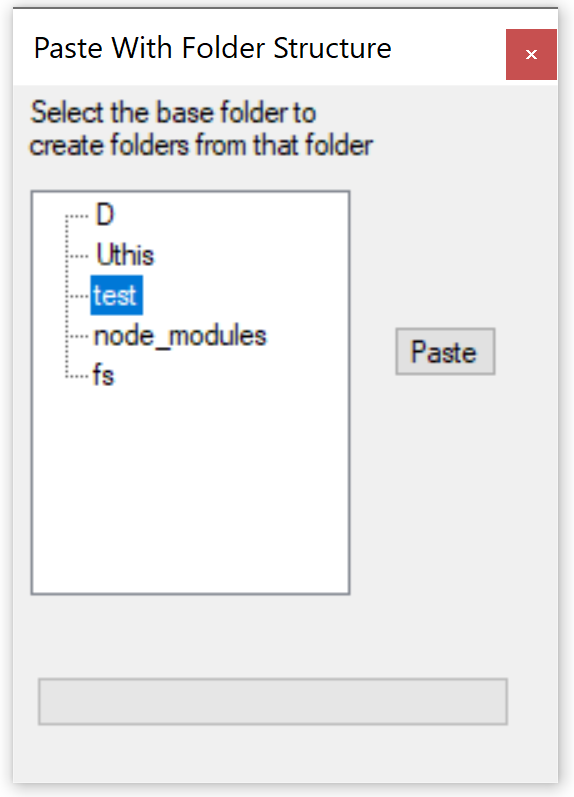 Paste With Folder Structure
x
Select the base folder to
create folders from that folder
D
Uthis
test
node_modules
Paste
fs